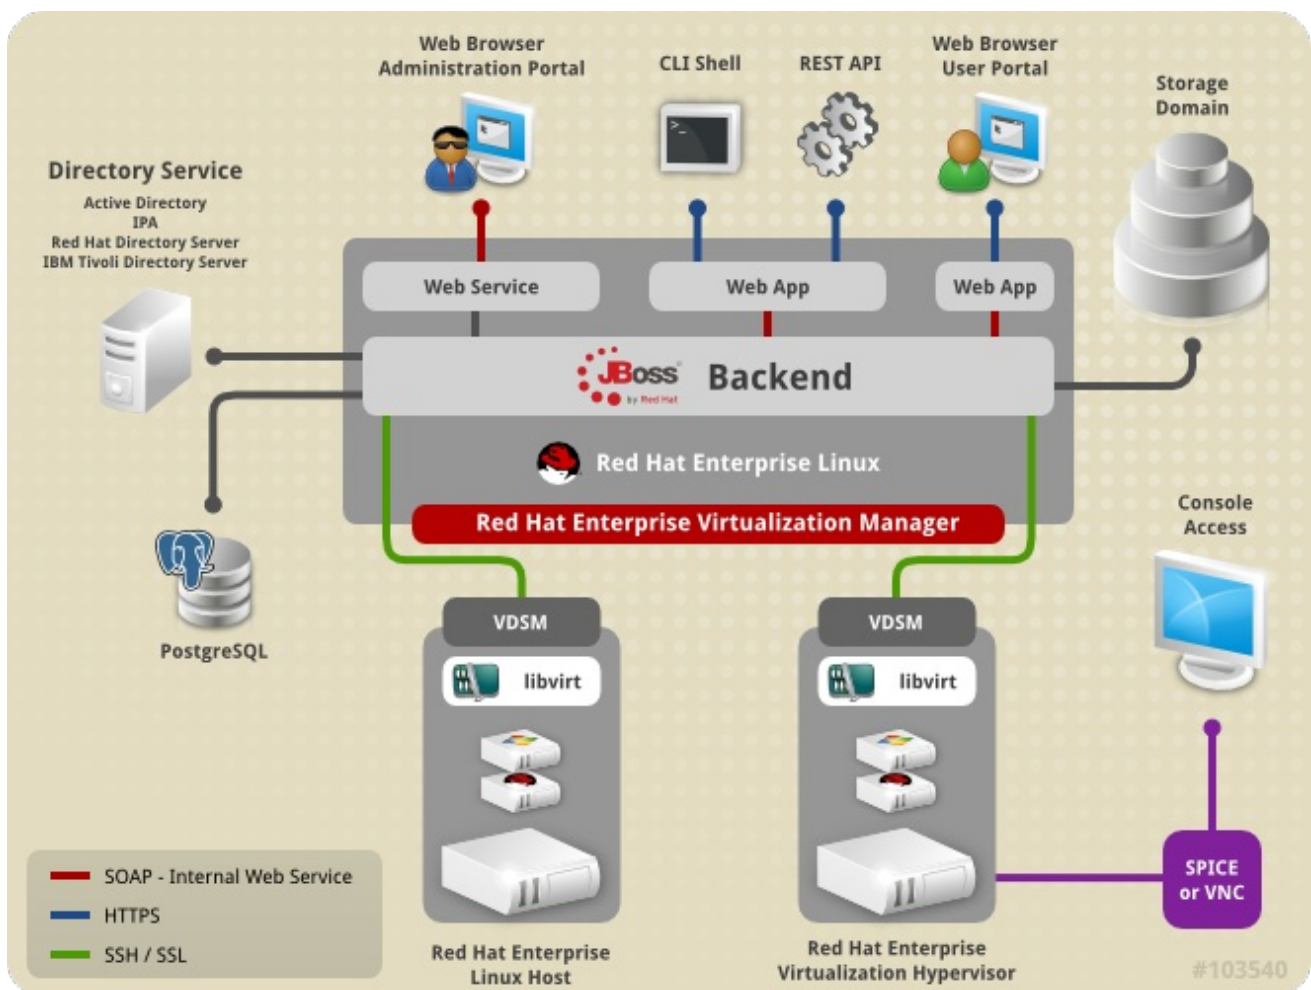 Web Browser
Administration Portal
CLI Shell
REST API
Web Browser
User Portal
Storage
Domain
Directory Service
Active Directory
IPA
Red Hat Directory Server
IBM Tivoli Directory Server
Web Service
Web App
Web App
JBoss
by Red Hat
Backend
Red Hat Enterprise Linux
Red Hat Enterprise Virtualization Manager
Console
Access
PostgreSQL
VDSM
libvirt
VDSM
libvirt
SPICE
or VNC
SOAP - Internal Web Service
HTTPS
SSH / SSL
Red Hat Enterprise
Linux Host
Red Hat Enterprise
Virtualization Hypervisor
#103540